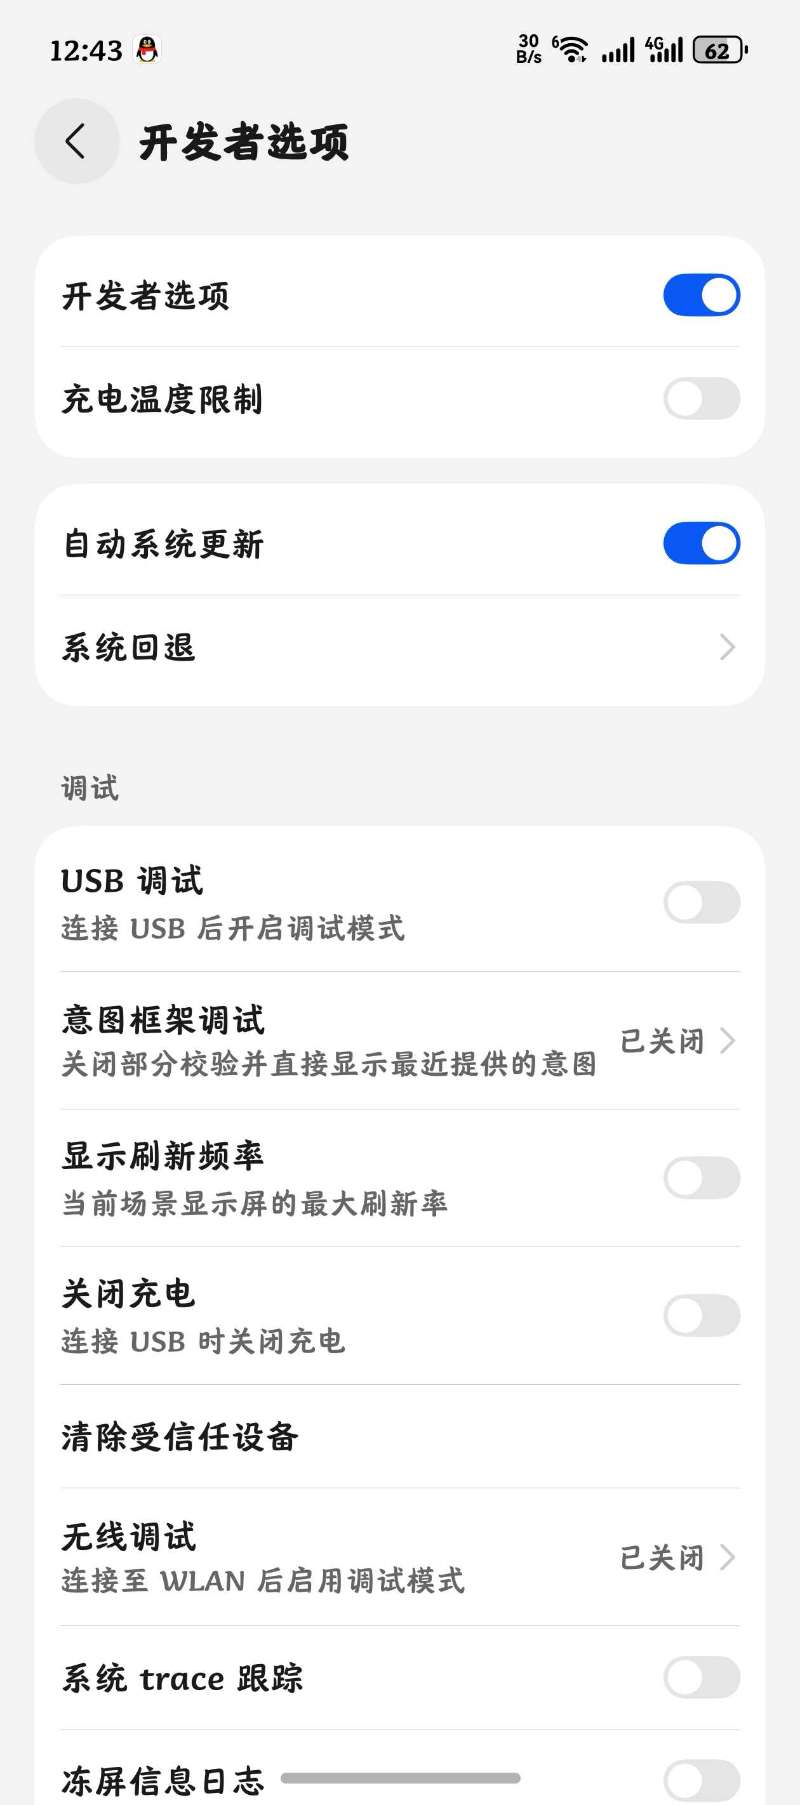 12:43
30 B/s 6 4G 62
开发者选项
开发者选项
充电温度限制
自动系统更新
系统回退
调试
USB 调试
连接 USB 后开启调试模式
意图框架调试
关闭部分校验并直接显示最近提供的意图
已关闭
显示刷新频率
当前场景显示屏的最大刷新率
关闭充电
连接 USB 时关闭充电
清除受信任设备
无线调试
连接至 WLAN 后启用调试模式
已关闭
系统 trace 跟踪
冻屏信息日志